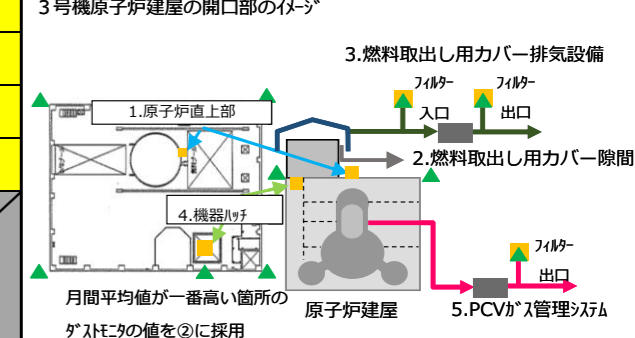 3号機原子炉建屋の開口部のｲﾒｰｼﾞ
3.燃料取出し用カバー排気設備
ﾌｨﾙﾀｰ ﾌｨﾙﾀｰ
1.原子炉直上部
入口 出口
2.燃料取出し用カバー隙間
4.機器ﾊｯﾁ
ﾌｨﾙﾀｰ
出口
月間平均値が一番高い箇所の
ﾀﾞｽﾄﾓﾆﾀの値を②に採用
原子炉建屋
5.PCVｶﾞｽ管理ｼｽﾃﾑ